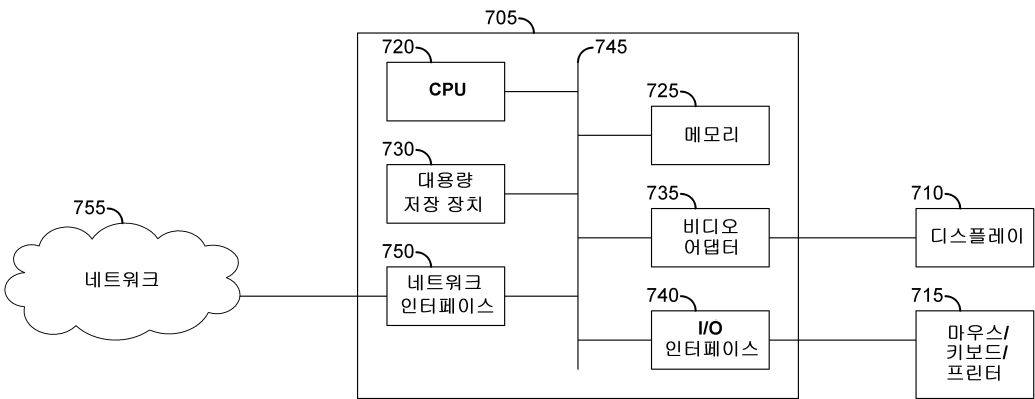 705
720
745
CPU
725
메모리
730
대용량
저장 장치
755
네트워크
735
비디오
어댑터
710
디스플레이
750
네트워크
인터페이스
740
I/O
인터페이스
715
마우스/
키보드/
프린터